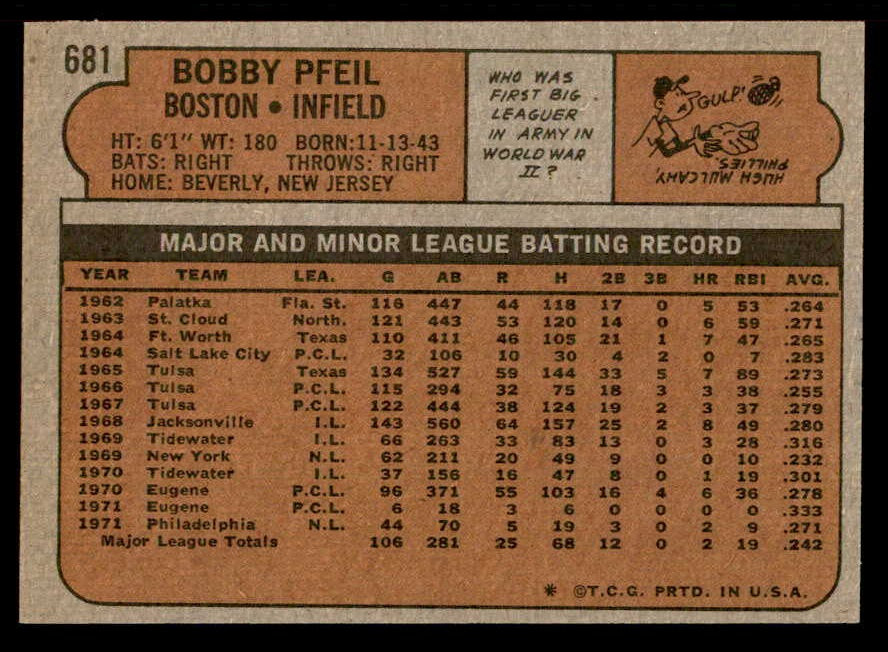 681
BOBBY PFEIL
BOSTON • INFIELD
HT: 6'1" WT: 180 BORN: 11-13-43
BATS: RIGHT THROWS: RIGHT
HOME: BEVERLY, NEW JERSEY
WHO WAS
FIRST BIG
LEAGUER
IN ARMY IN
WORLD WAR
II?
GULP!
HUGH MULCAHY,
PHILLIES.
MAJOR AND MINOR LEAGUE BATTING RECORD
YEAR TEAM LEA. G AB R H 2B 3B HR RBI AVG.
1962 Palatka Fla. St. 116 447 44 118 17 0 5 53 .264
1963 St. Cloud North. 121 443 53 120 14 0 6 59 .271
1964 Ft. Worth Texas 110 411 46 105 21 1 7 47 .265
1964 Salt Lake City P.C.L. 32 106 10 30 4 2 0 7 .283
1965 Tulsa Texas 134 527 59 144 33 5 7 89 .273
1966 Tulsa P.C.L. 115 294 32 75 18 3 3 38 .255
1967 Tulsa P.C.L. 122 444 38 124 19 2 3 37 .279
1968 Jacksonville I.L. 143 560 64 157 25 2 8 49 .280
1969 Tidewater I.L. 66 263 33 83 13 0 3 28 .316
1969 New York N.L. 62 211 20 49 9 0 0 10 .232
1970 Tidewater I.L. 37 156 16 47 8 0 1 19 .301
1970 Eugene P.C.L. 96 371 55 103 16 4 6 36 .278
1971 Eugene P.C.L. 6 18 3 6 0 0 0 0 .333
1971 Philadelphia N.L. 44 70 5 19 3 0 2 9 .271
Major League Totals 106 281 25 68 12 0 2 19 .242
* ©T.C.G. PRTD. IN U.S.A.